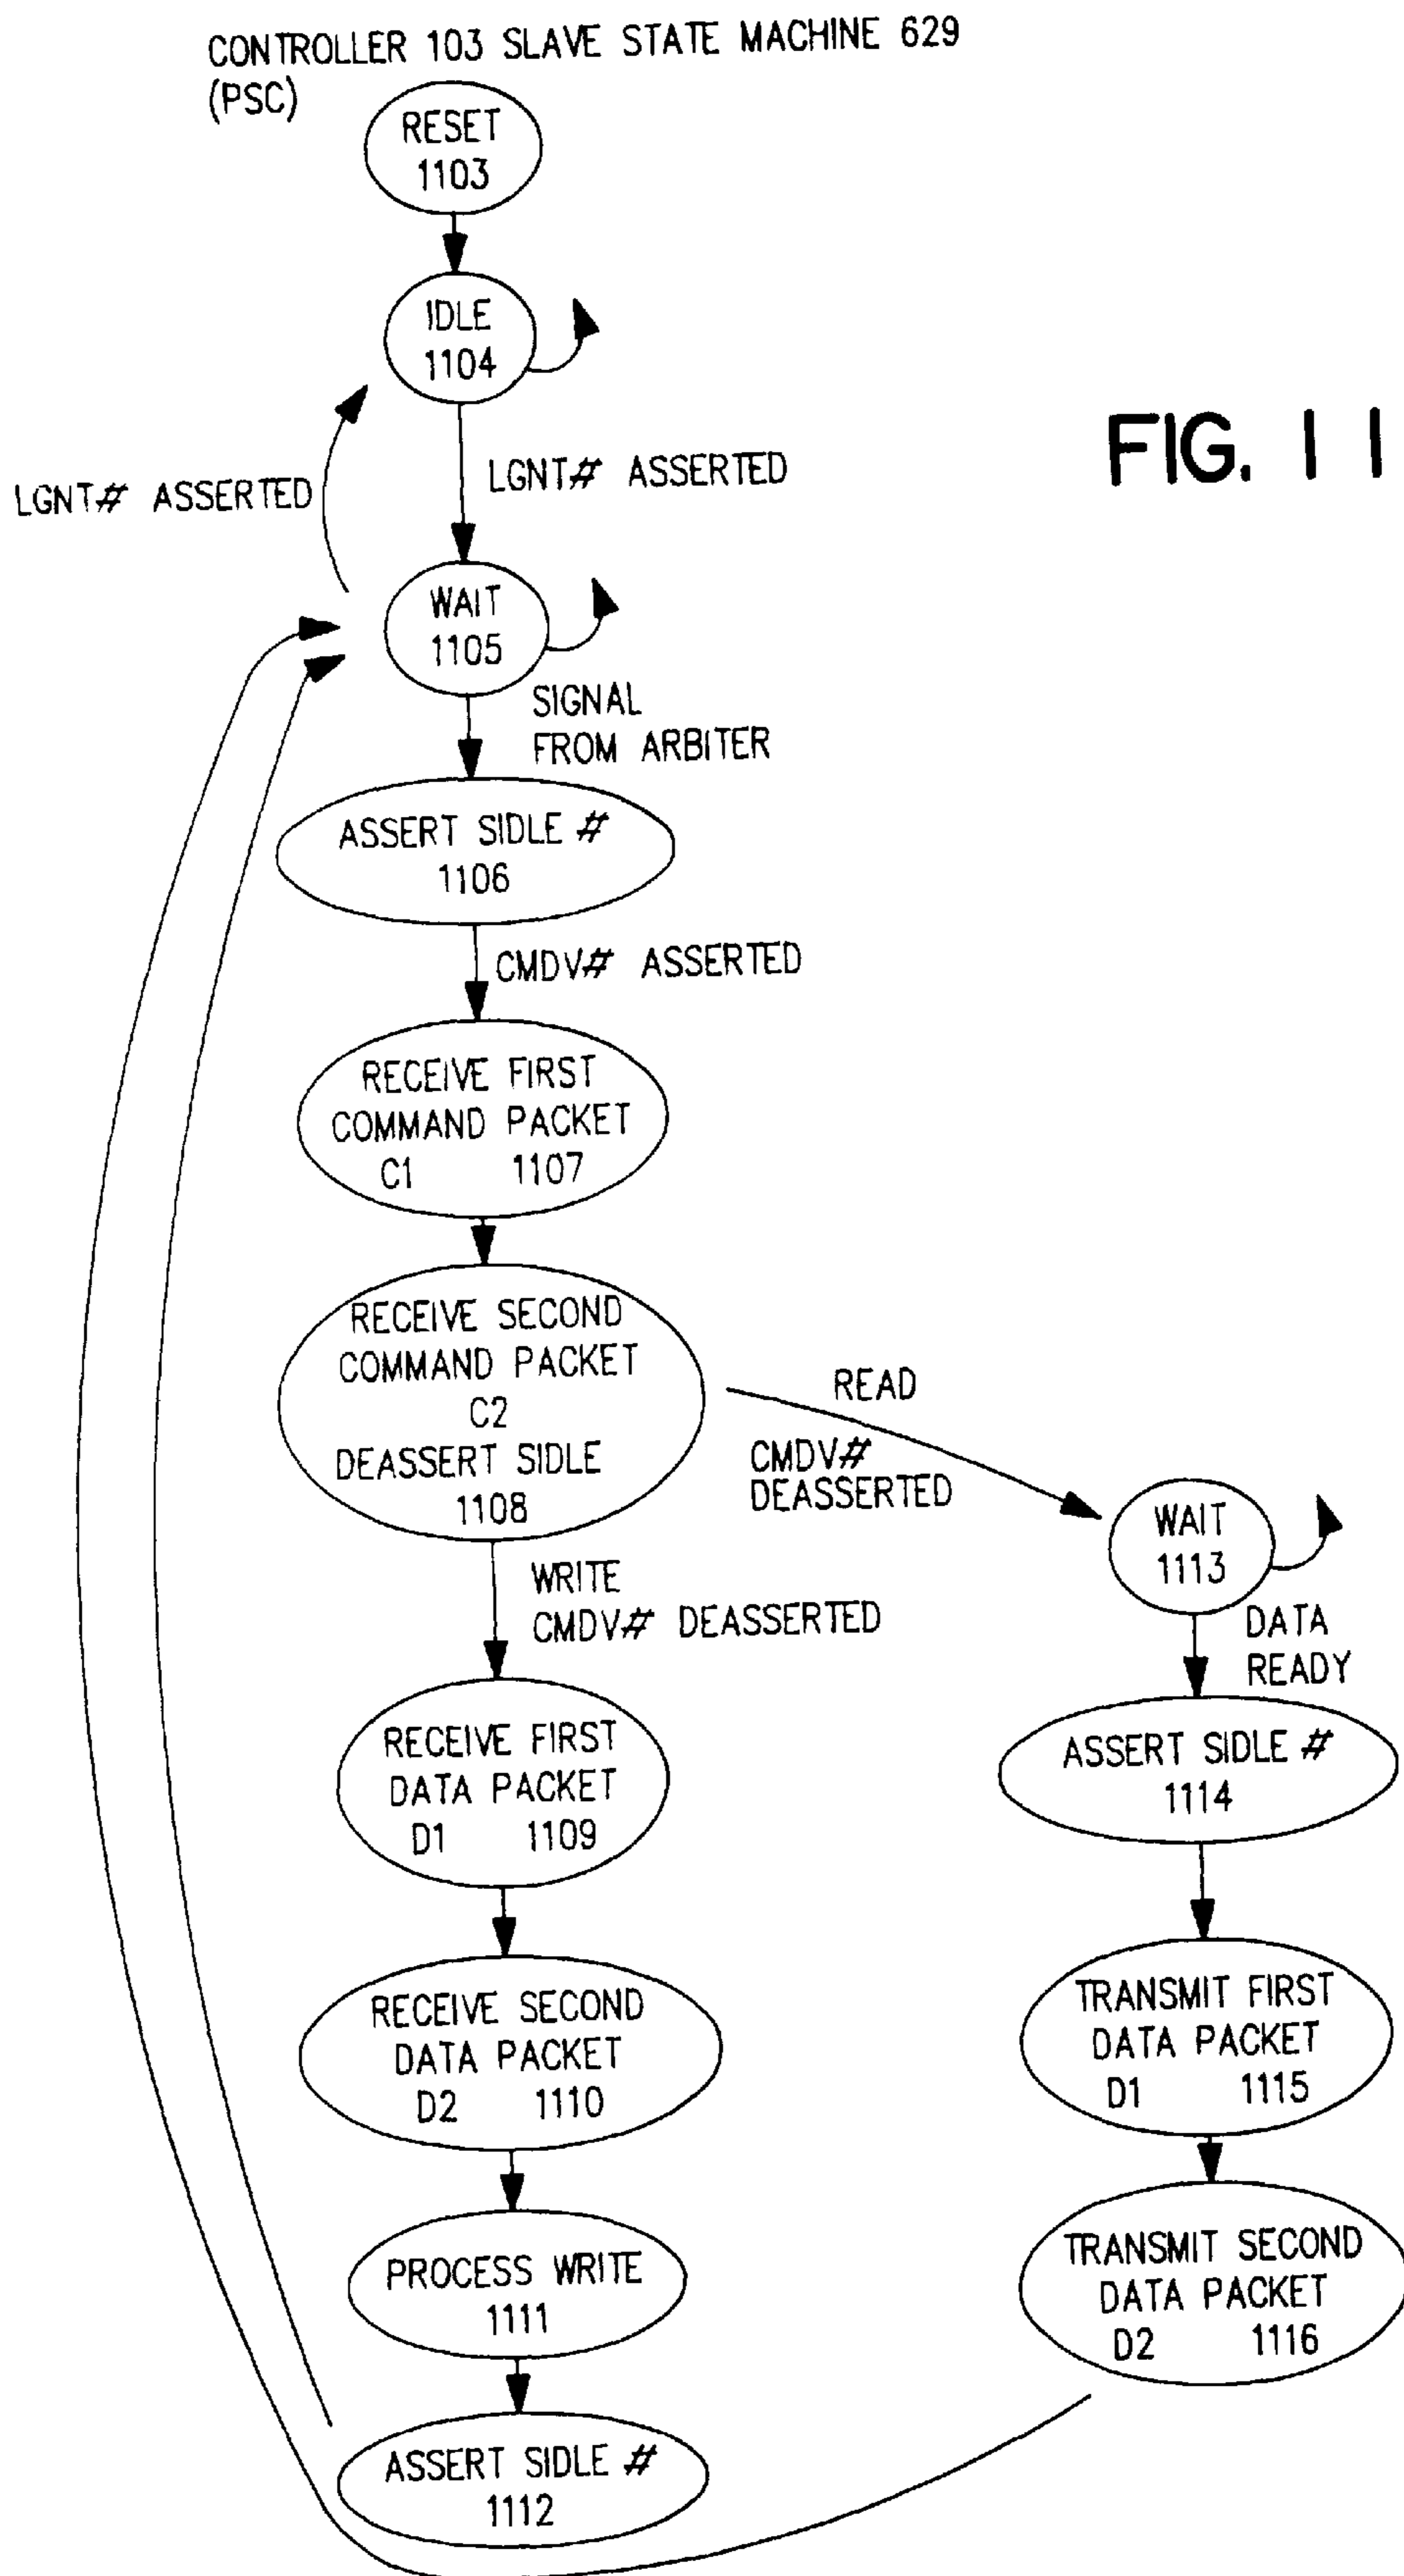 CONTROLLER 103 SLAVE STATE MACHINE 629
(PSC)
RESET
1103
IDLE
1104
FIG. 11
LGNT# ASSERTED
LGNT# ASSERTED
WAIT
1105
SIGNAL
FROM ARBITER
ASSERT SIDLE #
1106
CMDV# ASSERTED
RECEIVE FIRST
COMMAND PACKET
C1 1107
RECEIVE SECOND
COMMAND PACKET
C2
DEASSERT SIDLE
1108
READ
CMDV#
DEASSERTED
WAIT
1113
WRITE
CMDV# DEASSERTED
DATA
READY
RECEIVE FIRST
DATA PACKET
D1 1109
ASSERT SIDLE #
1114
RECEIVE SECOND
DATA PACKET
D2 1110
TRANSMIT FIRST
DATA PACKET
D1 1115
PROCESS WRITE
1111
TRANSMIT SECOND
DATA PACKET
D2 1116
ASSERT SIDLE #
1112